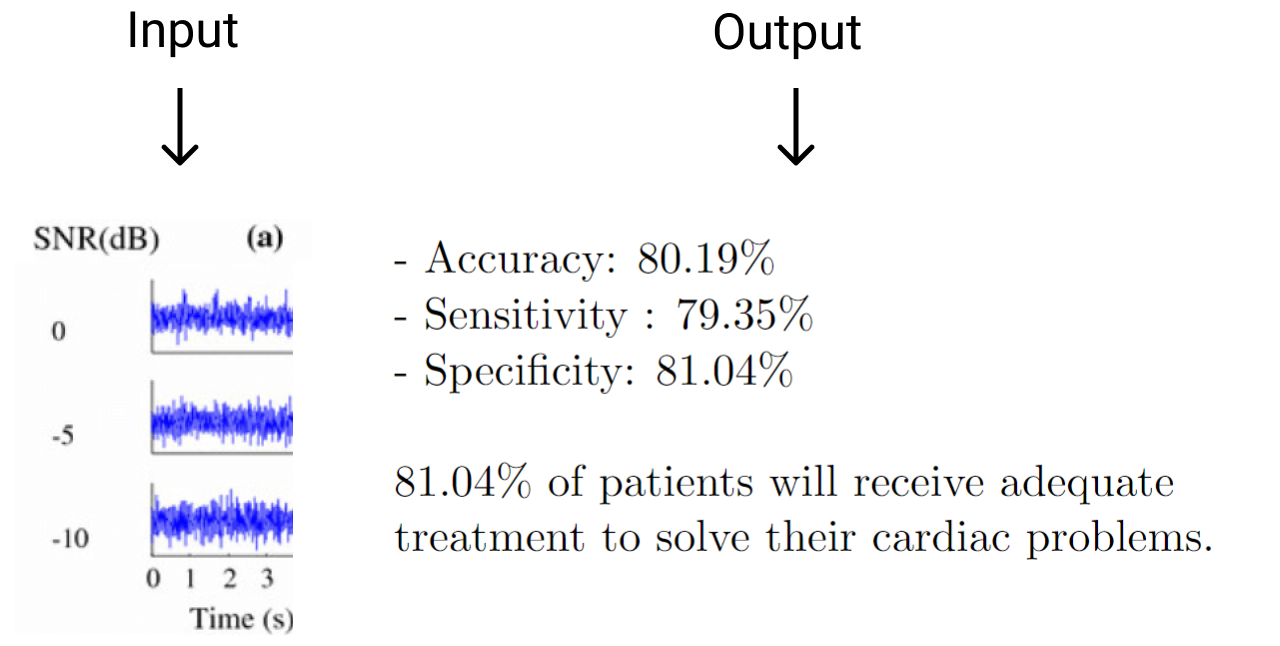 Input
Output
SNR(dB)
(a)
0
-5
-10
0 1 2 3
Time (s)
- Accuracy: 80.19%
- Sensitivity : 79.35%
- Specificity: 81.04%
81.04% of patients will receive adequate
treatment to solve their cardiac problems.